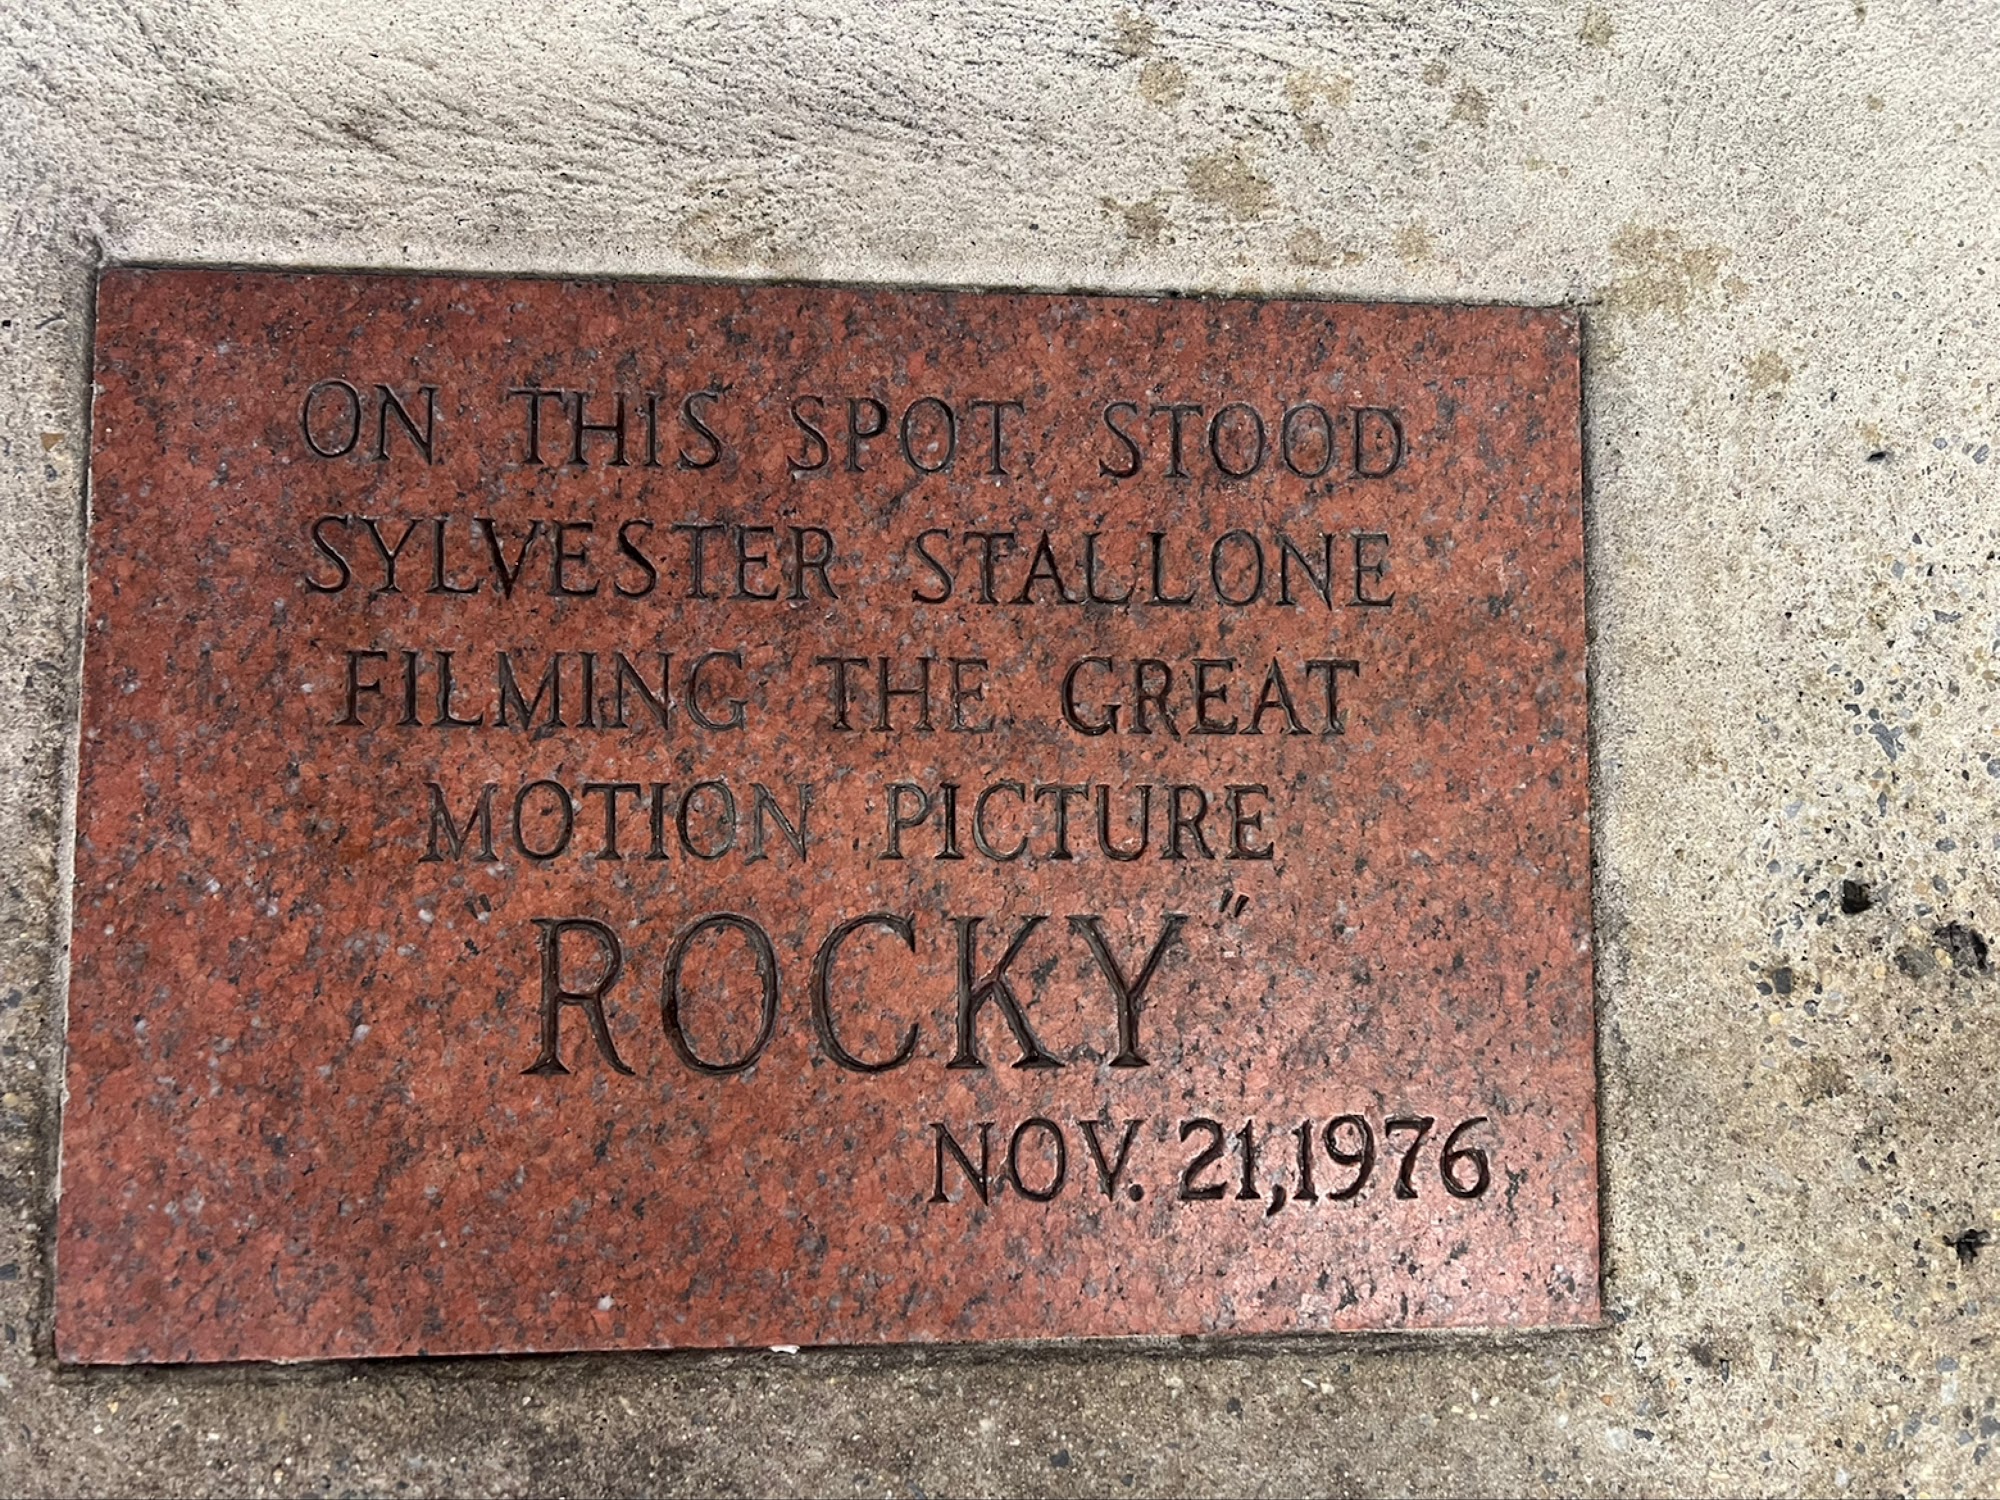 ON THIS SPOT STOOD
SYLVESTER STALLONE
FILMING THE GREAT
MOTION PICTURE
"ROCKY"
NOV. 21,1976